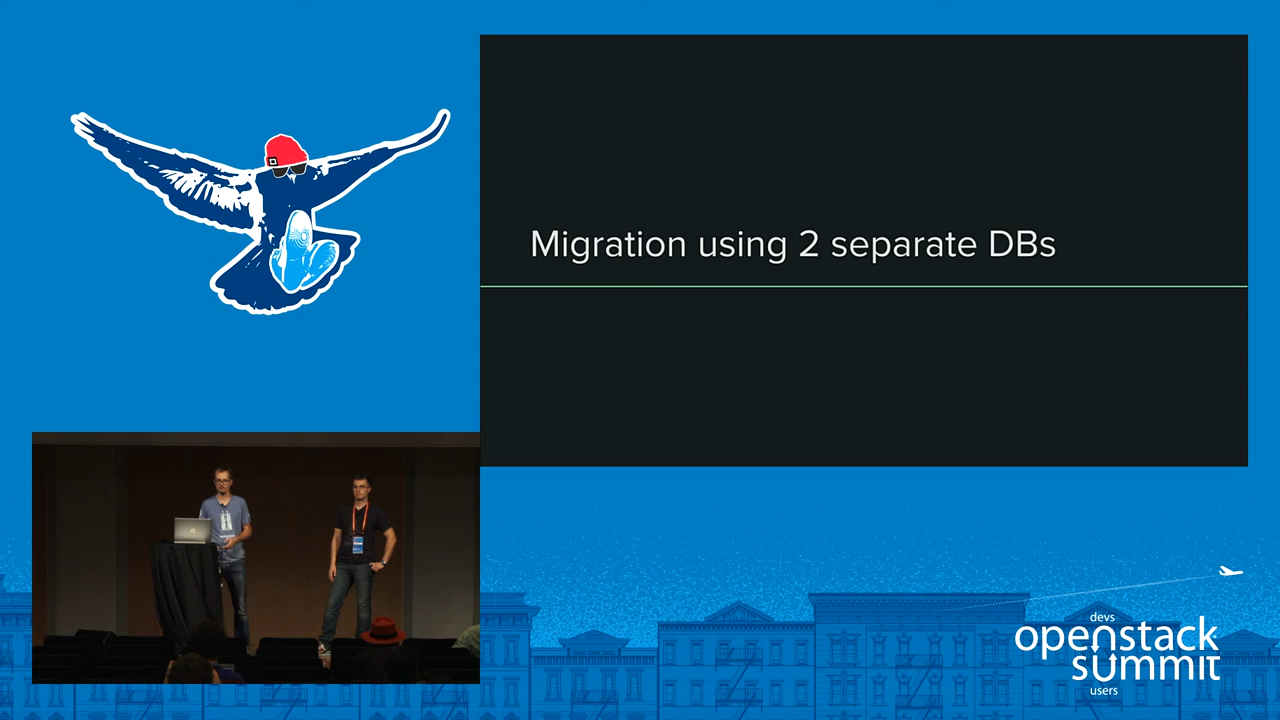 Migration using 2 separate DBs
devs
openstack
summit
users